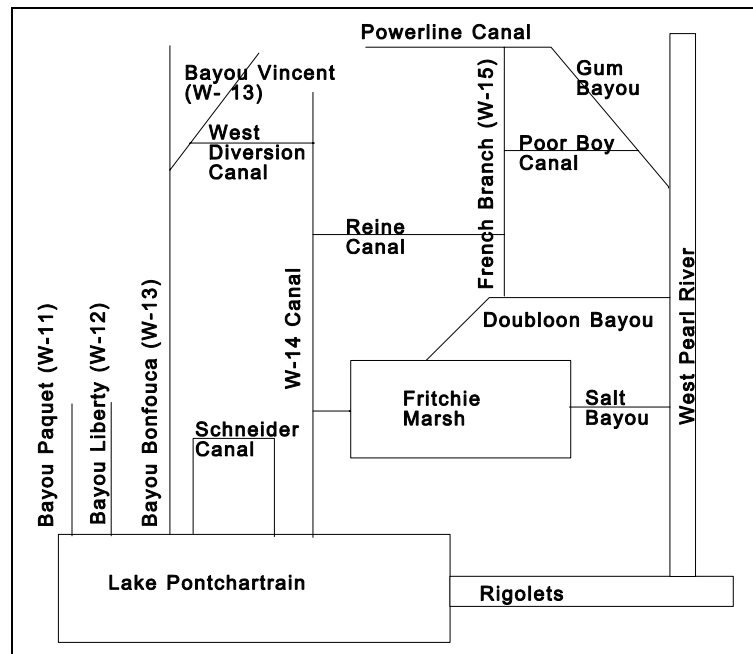 Powerline Canal
Bayou Vincent
(W- 13)
Gum
Bayou
West
Diversion
Canal
French Branch (W-15)
Poor Boy
Canal
Reine
Canal
W-14 Canal
West Pearl River
Bayou Paquet (W-11)
Bayou Liberty (W-12)
Bayou Bonfouca (W-13)
Doubloon Bayou
Fritchie
Marsh
Salt
Bayou
Schneider
Canal
Lake Pontchartrain
Rigolets